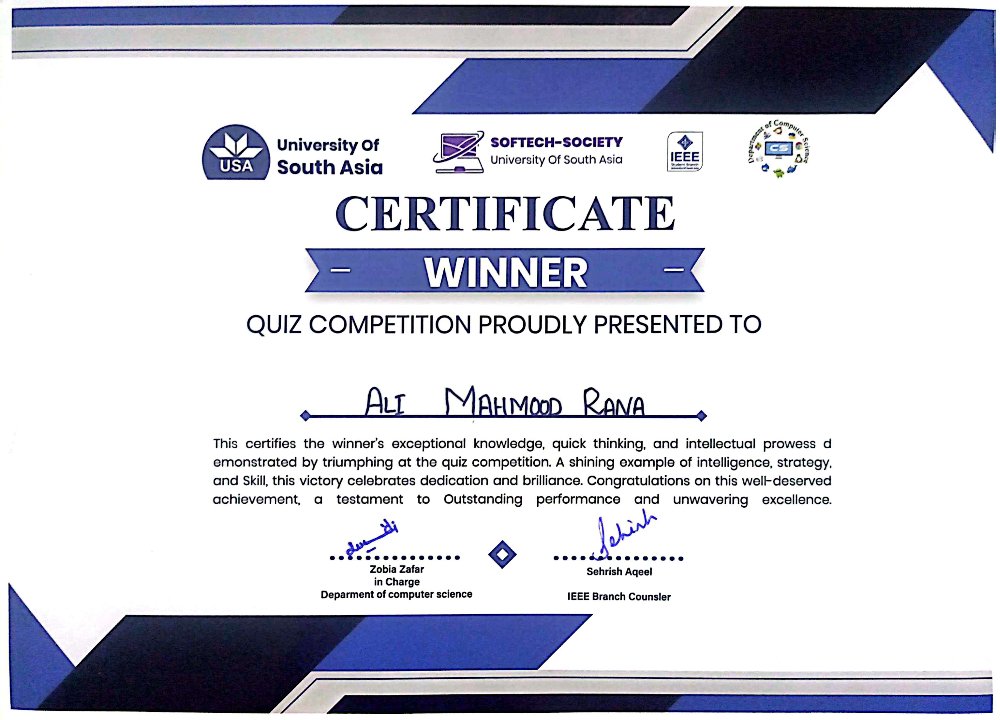 University Of
South Asia
USA
SOFTECH-SOCIETY
University Of South Asia
IEEE
Student Branch
Department of Computer Science
CS
CERTIFICATE
WINNER
QUIZ COMPETITION PROUDLY PRESENTED TO
ALI MAHMOOD RANA
This certifies the winner's exceptional knowledge, quick thinking, and intellectual prowess d
emonstrated by triumphing at the quiz competition. A shining example of intelligence, strategy,
and Skill, this victory celebrates dedication and brilliance. Congratulations on this well-deserved
achievement, a testament to Outstanding performance and unwavering excellence.
Sehrish
Zobia Zafar
in Charge
Deparment of computer science
Sehrish Aqeel
IEEE Branch Counsler